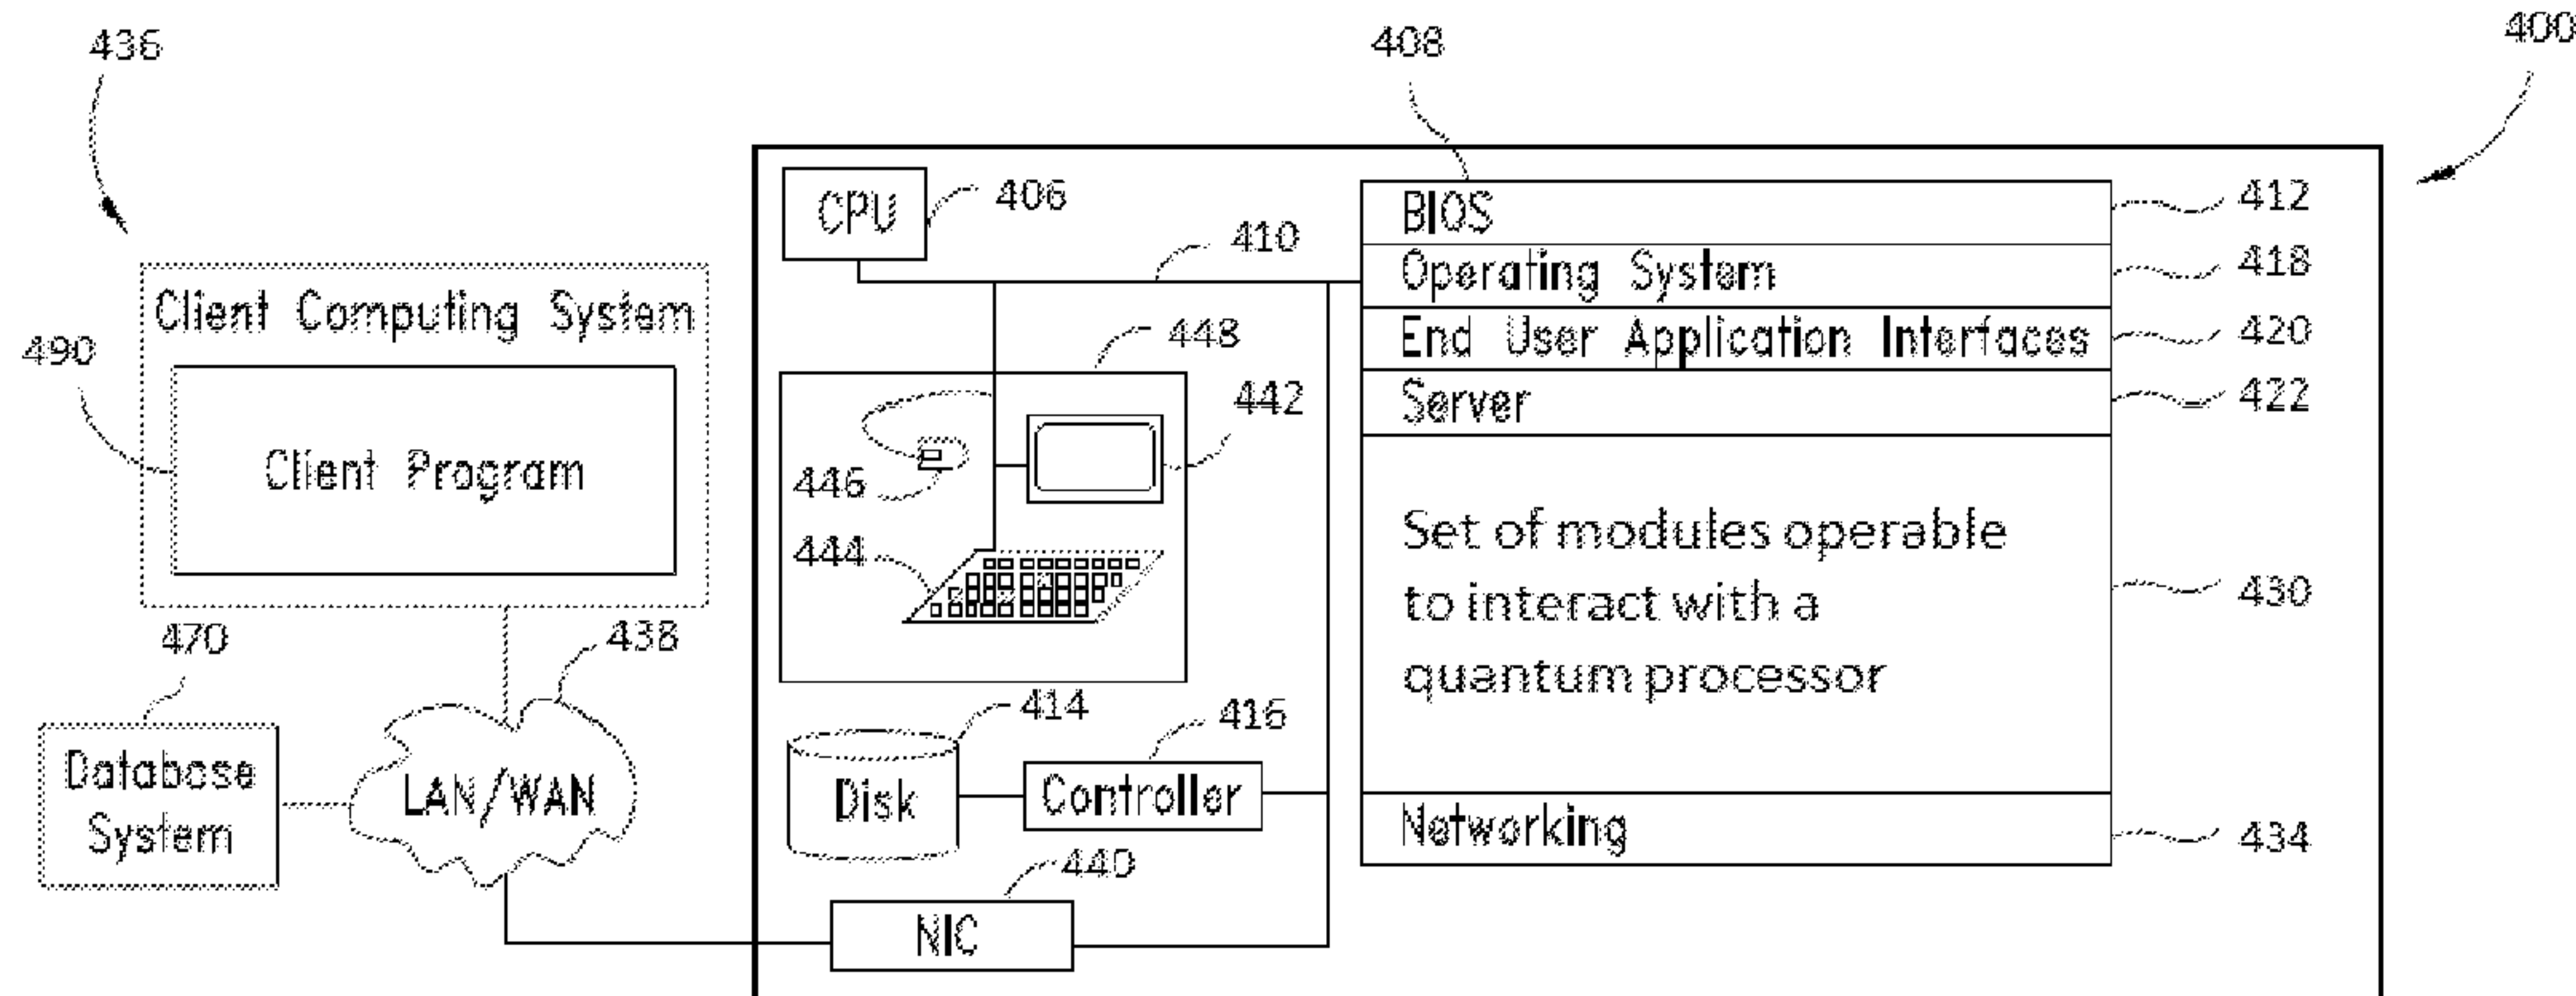 436
408
400
CPU
406
BIOS
412
410
Operating System
418
Client Computing System
448
End User Application Interfaces
420
490
442
Server
422
Client Program
446
444
Set of modules operable
to interact with a
quantum processor
430
470
438
414
416
Database
System
LAN/WAN
Disk
Controller
Networking
434
440
NIC